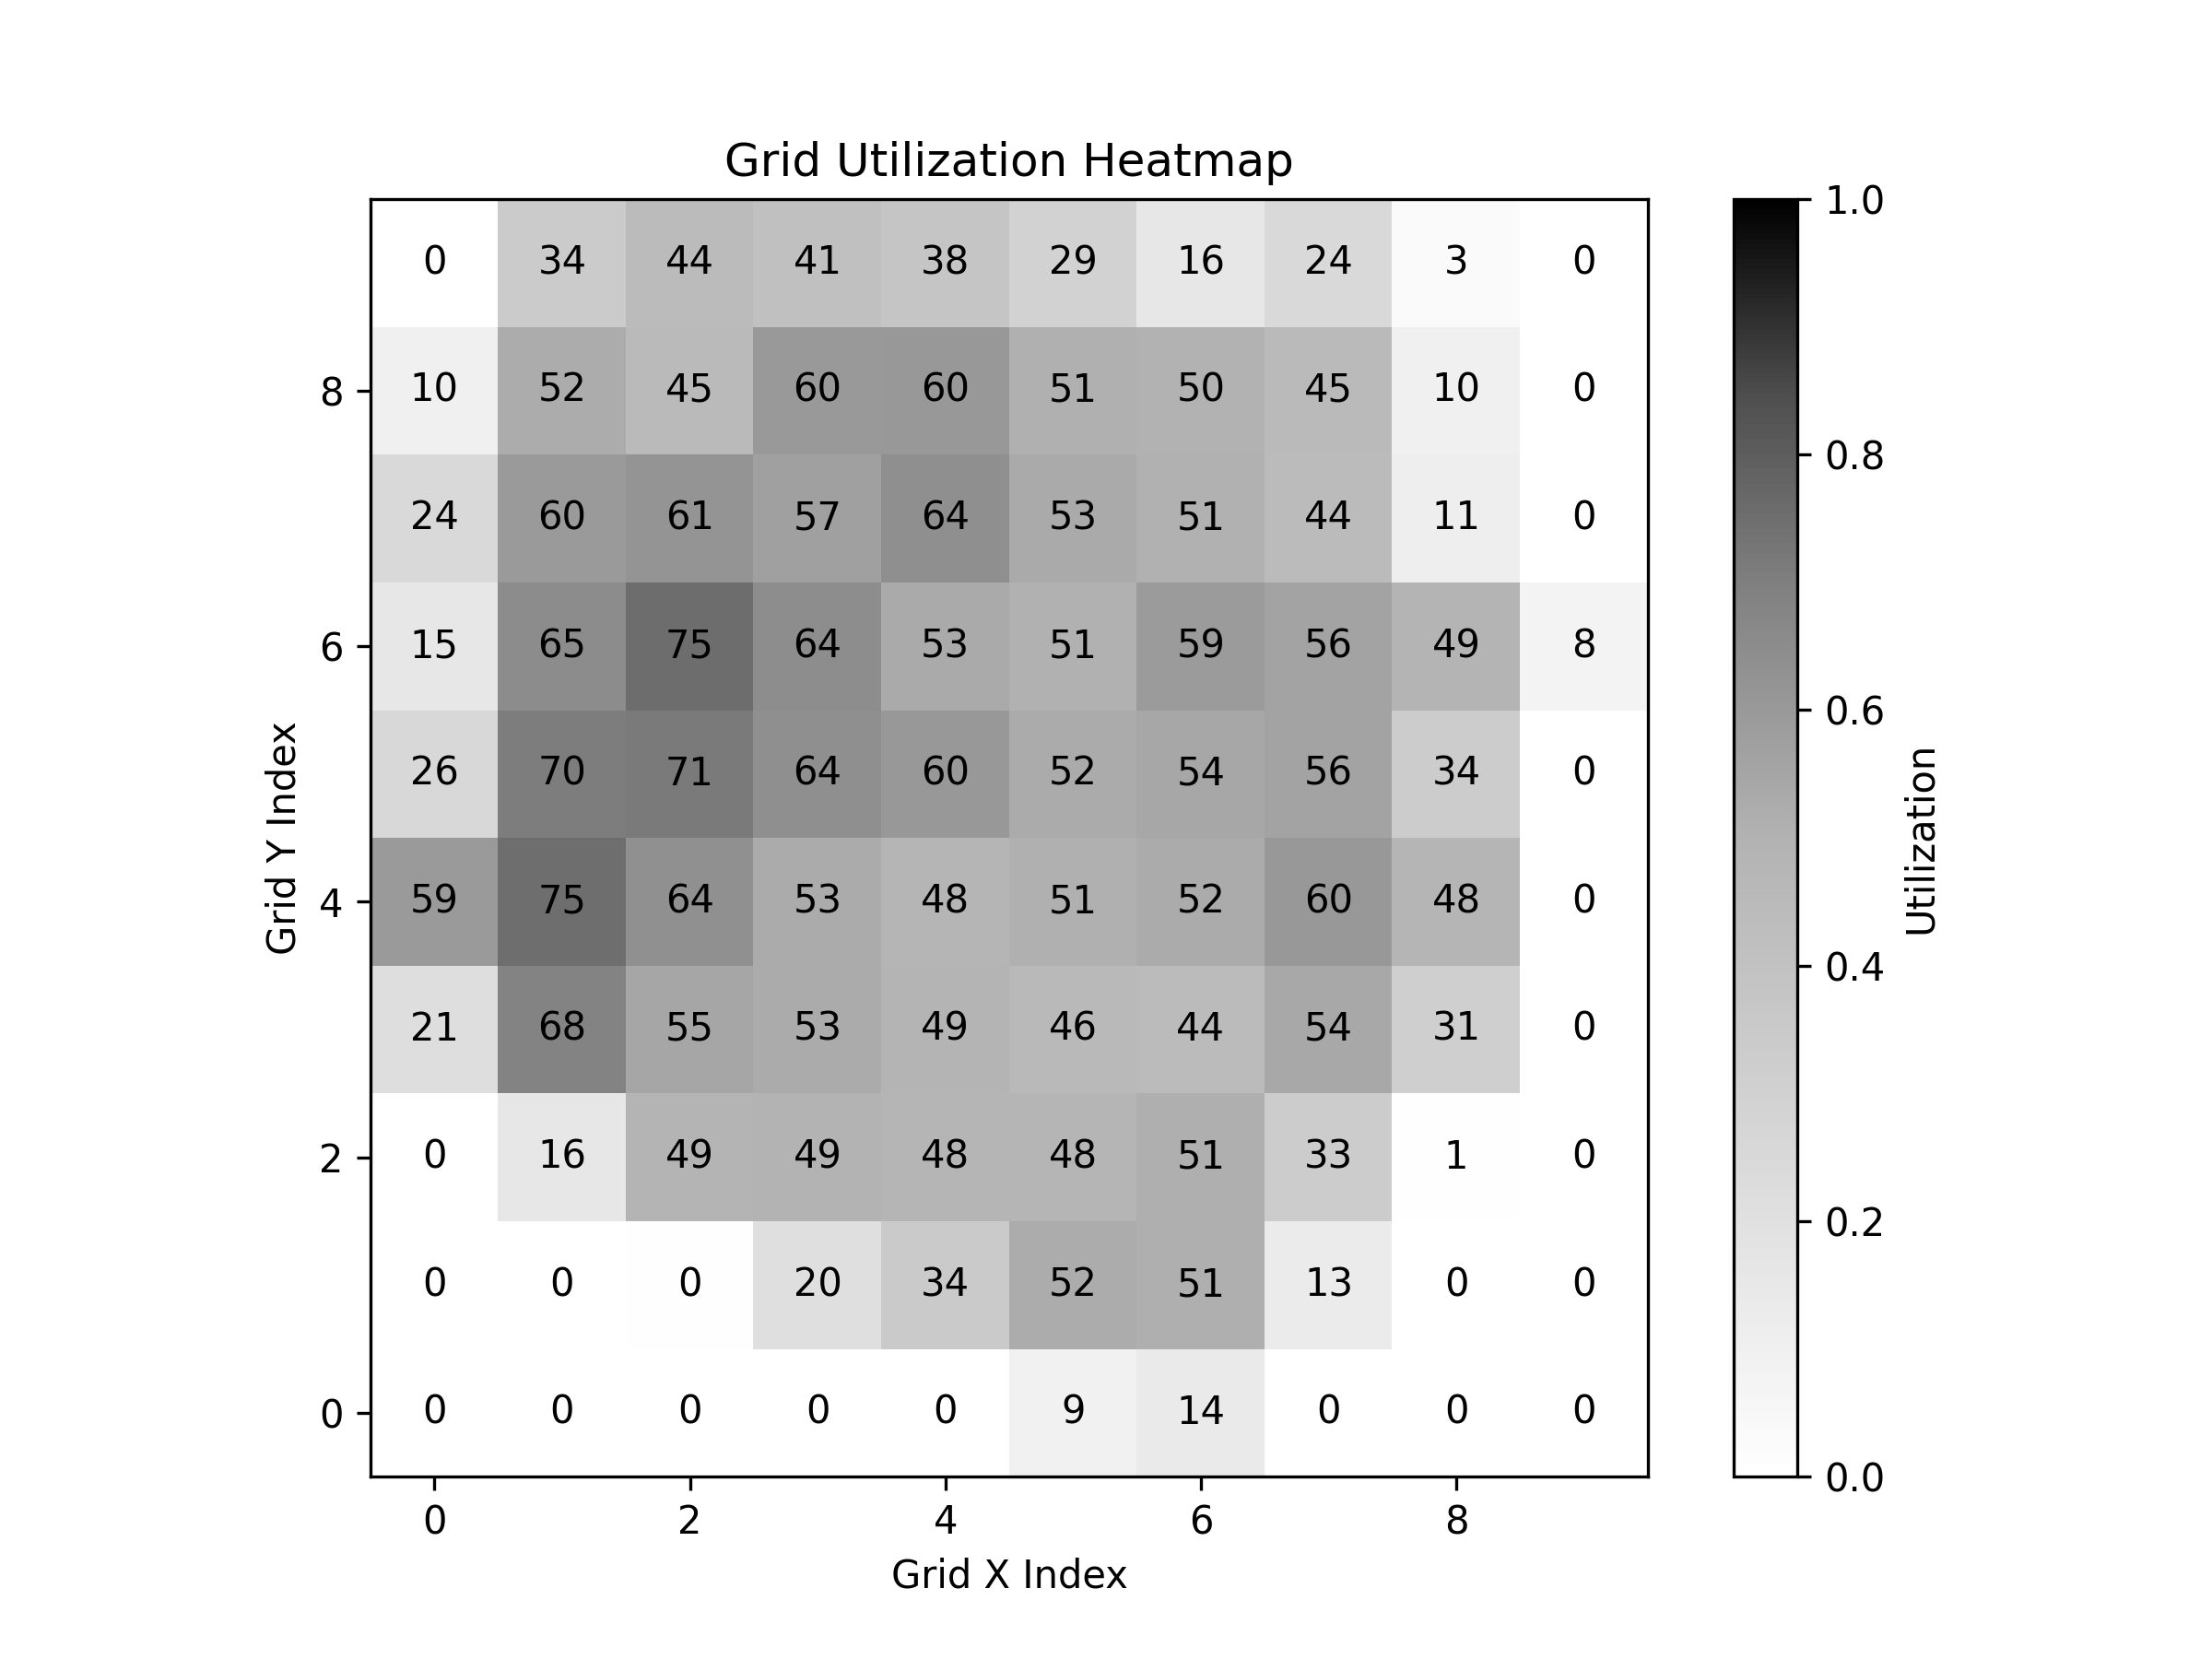 Grid Utilization Heatmap
0 34 44 41 38 29 16 24 3 0
8 10 52 45 60 60 51 50 45 10 0
24 60 61 57 64 53 51 44 11 0
6 15 65 75 64 53 51 59 56 49 8
26 70 71 64 60 52 54 56 34 0
4 59 75 64 53 48 51 52 60 48 0
21 68 55 53 49 46 44 54 31 0
2 0 16 49 49 48 48 51 33 1 0
0 0 0 20 34 52 51 13 0 0
0 0 0 0 0 0 9 14 0 0 0
0 2 4 6 8
Grid X Index
Grid Y Index
1.0
0.8
0.6
0.4
0.2
0.0
Utilization